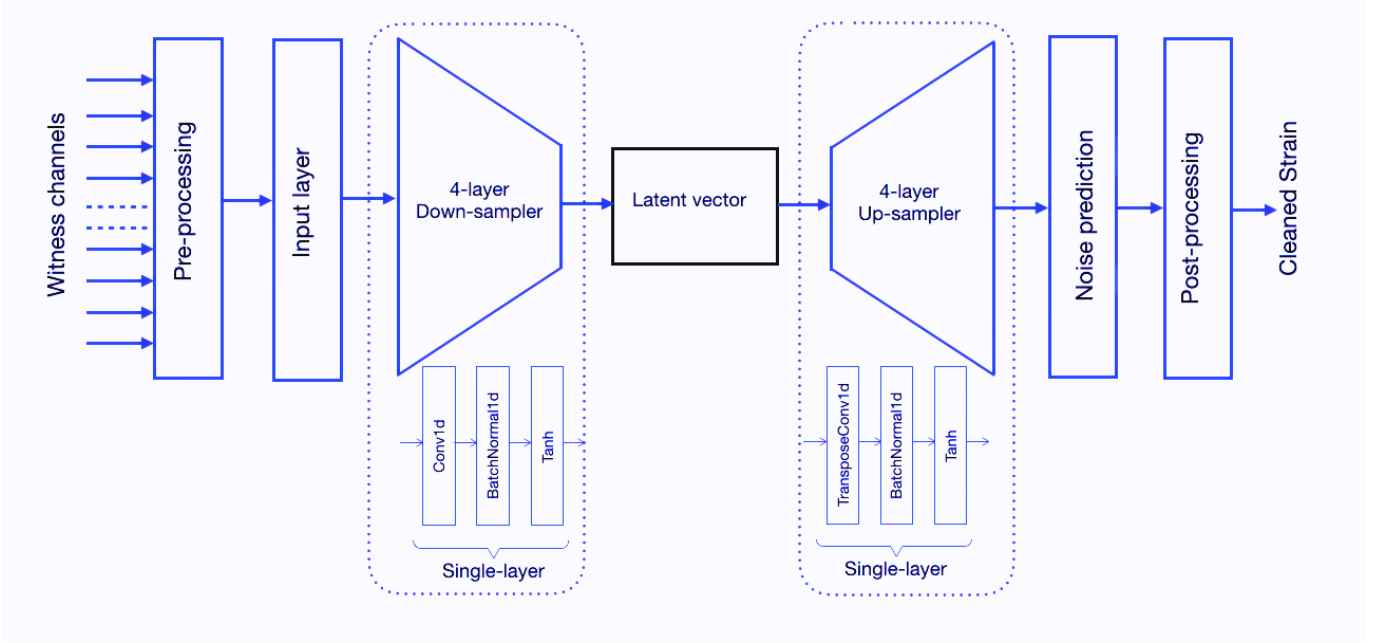 Witness channels
Pre-processing
Input layer
4-layer
Down-sampler
Conv1d
BatchNormal1d
Tanh
Single-layer
Latent vector
4-layer
Up-sampler
TransposeConv1d
BatchNormal1d
Tanh
Single-layer
Noise prediction
Post-processing
Cleaned Strain